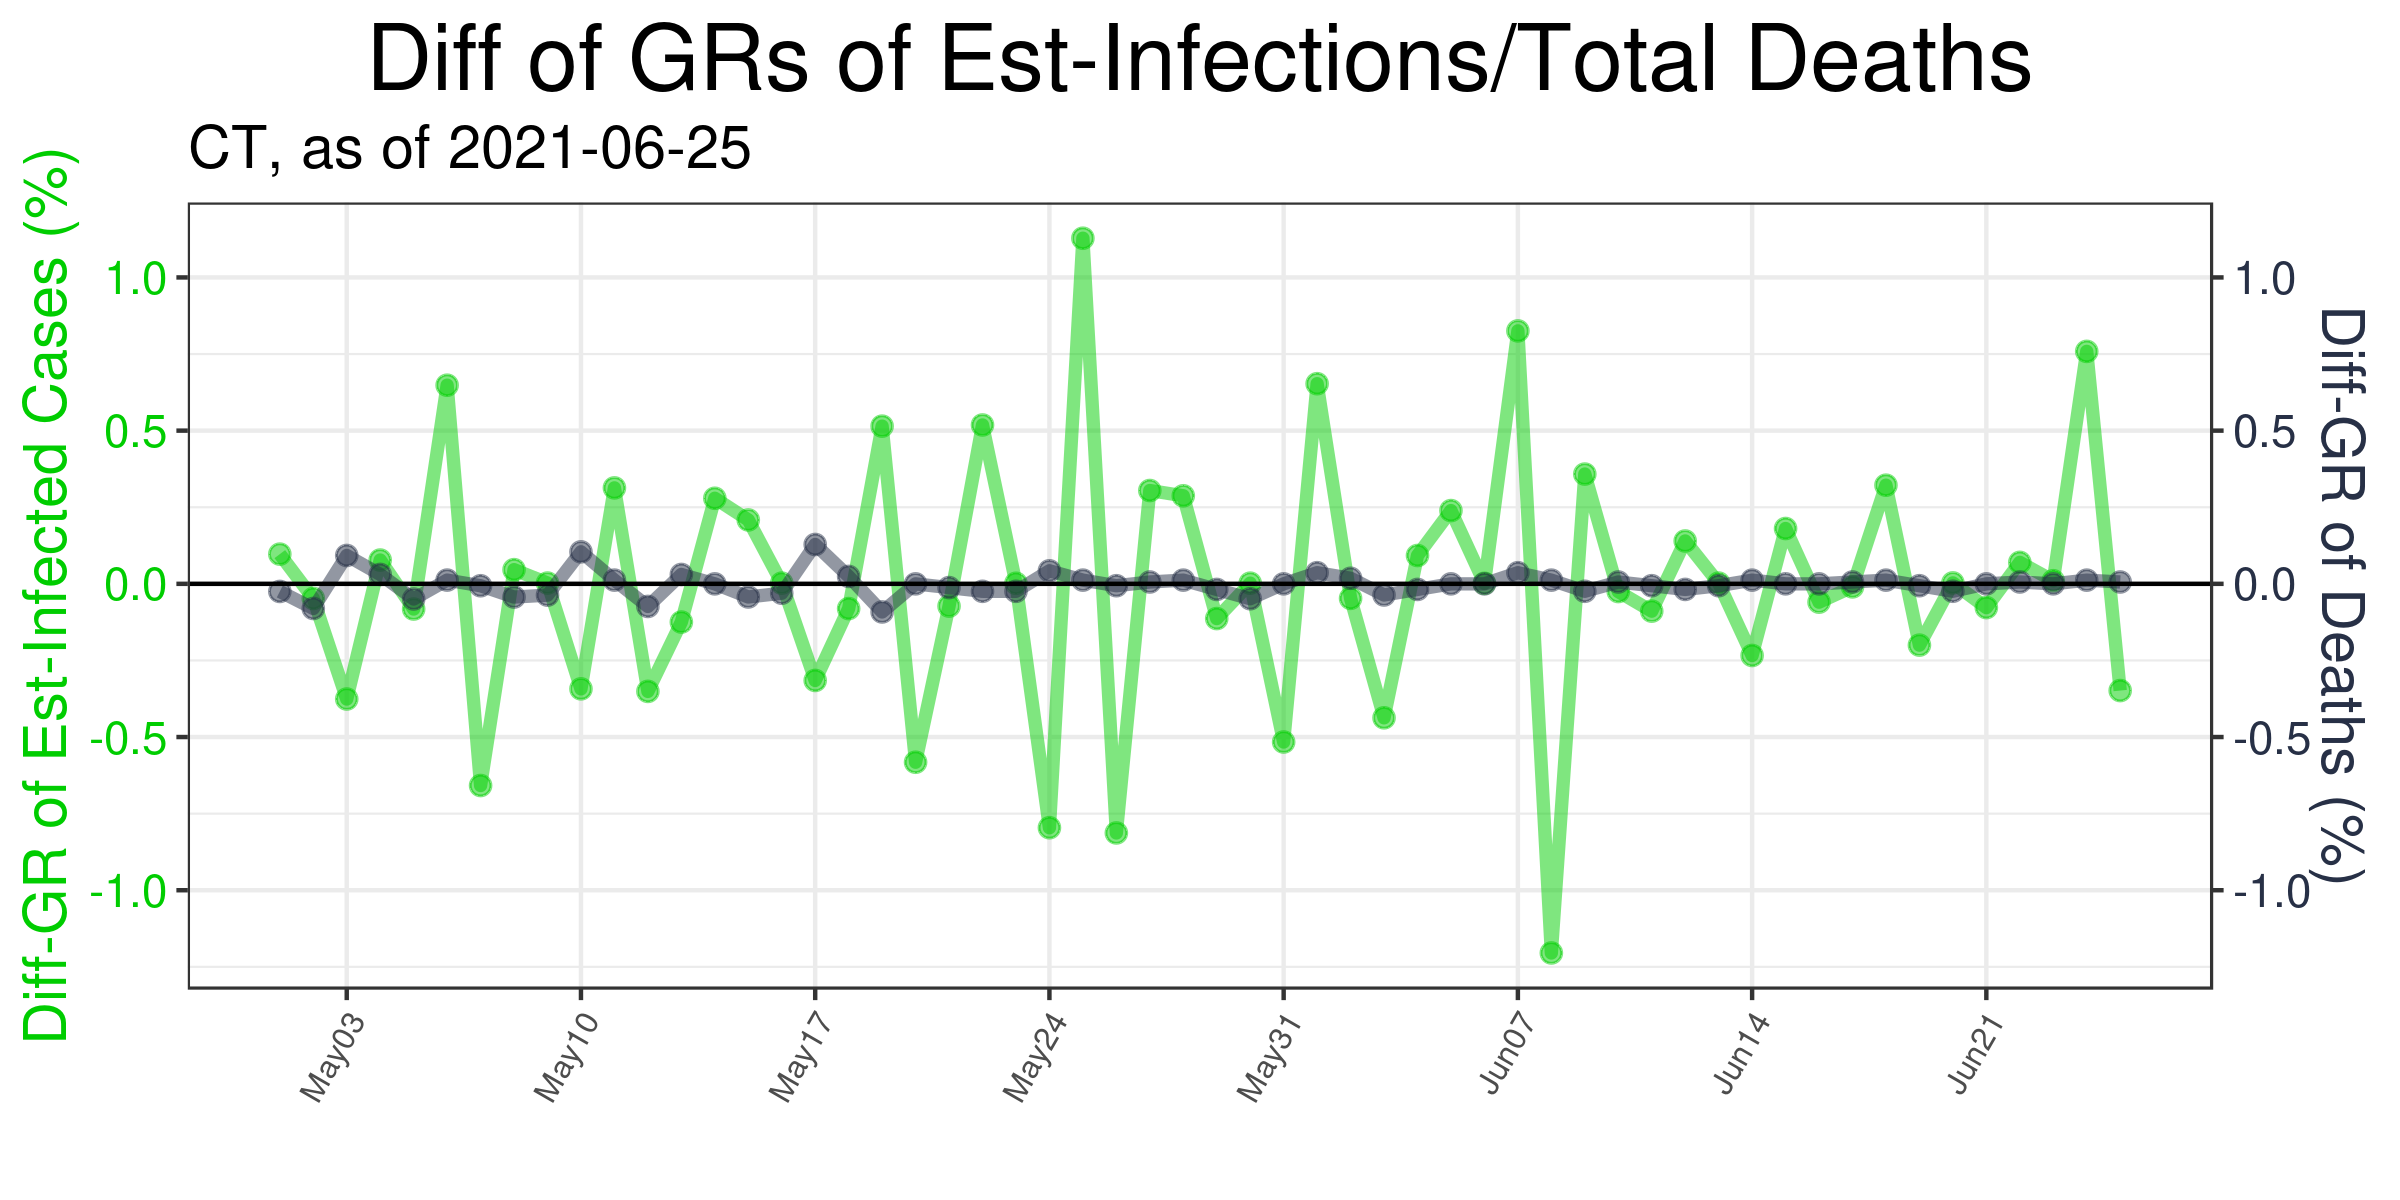 Diff of GRs of Est-Infections/Total Deaths
CT, as of 2021-06-25
Diff-GR of Est-Infected Cases (%)
1.0
0.5
0.0
-0.5
-1.0
1.0
0.5
0.0
-0.5
-1.0
Diff-GR of Deaths (%)
May03
May10
May17
May24
May31
Jun07
Jun14
Jun21